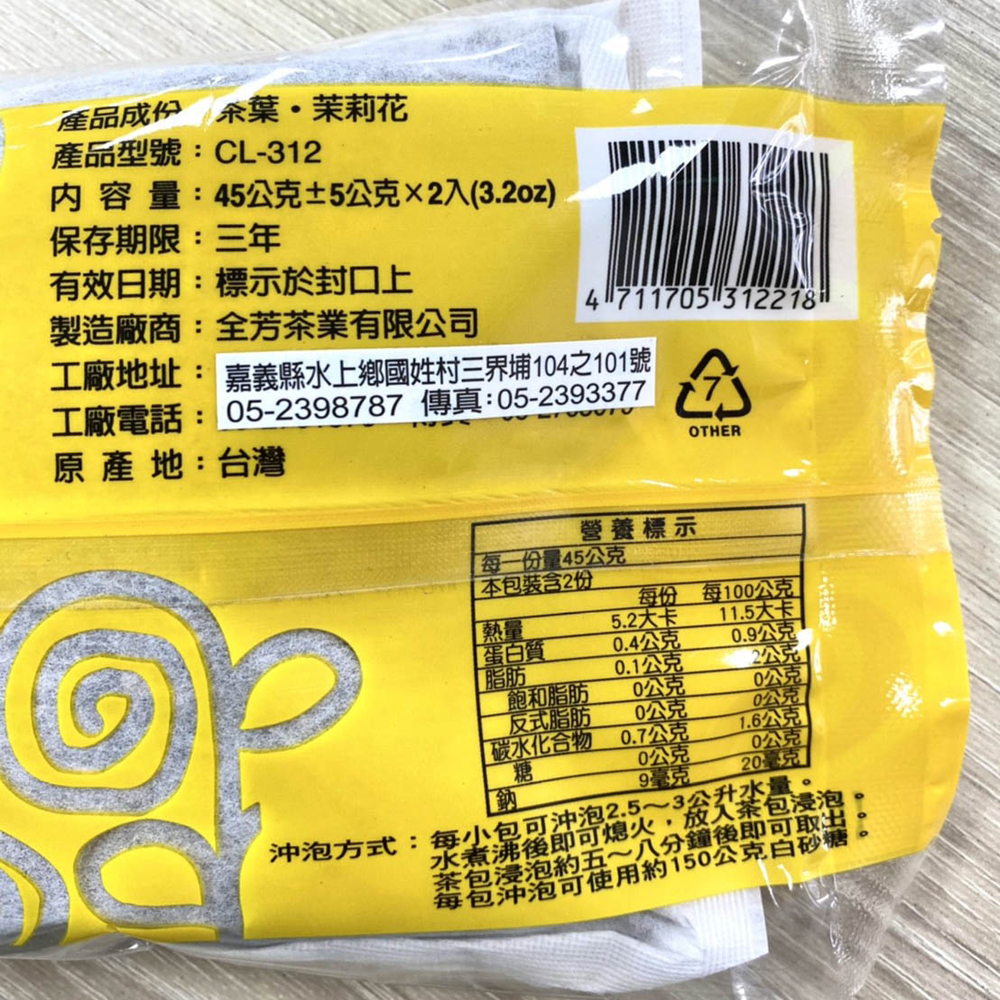 產品成份 茶葉・茉莉花
產品型號：CL-312
內容量：45公克±5公克×2入(3.2oz)
保存期限：三年
有效日期：標示於封口上
製造廠商：全芳茶業有限公司
工廠地址：嘉義縣水上鄉國姓村三界埔104之101號
工廠電話：05-2398787 傳真:05-2393377
原產地：台灣
4 711705 312218
7
OTHER
營養標示
每一份量45公克
本包裝含2份
每份 每100公克
熱量 5.2大卡 11.5大卡
蛋白質 0.4公克 0.9公克
脂肪 0.1公克 2公克
飽和脂肪 0公克 0公克
反式脂肪 0公克 0公克
碳水化合物 0.7公克 1.6公克
糖 0公克 0公克
鈉 9毫克 20毫克
沖泡方式：每小包可沖泡2.5～3公升水量。
水煮沸後即可熄火，放入茶包浸泡。
茶包浸泡約五～八分鐘後即可取出。
每包沖泡可使用約150公克白砂糖。